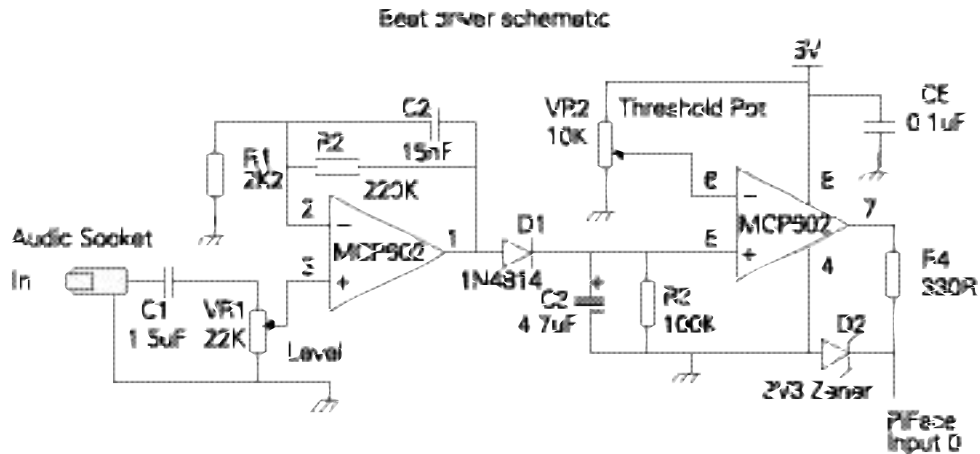 Beat driver schematic
5V
C2
15nF
R2
220K
R1
2K2
VR2
10K
Threshold Pot
CE
0.1uF
2
MCP602
1
3
D1
1N4814
6
8
MCP602
7
5
4
Audio Socket
In
C1
1.5uF
VR1
22K
Level
C2
4.7uF
R2
100K
R4
330R
D2
2V3 Zener
PiFace
Input 0